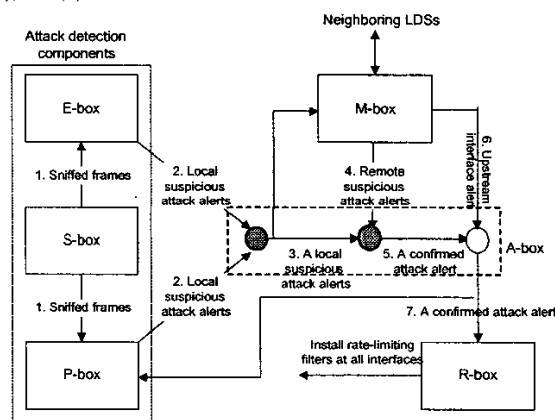 Neighboring LDSs
Attack detection
components
E-box
M-box
1. Sniffed frames
2. Local
suspicious
attack alerts
4. Remote
suspicious
attack alerts
6. Upstream
interface alert
S-box
A-box
3. A local
suspicious
attack alerts
5. A confirmed
attack alert
2. Local
suspicious
attack alerts
1. Sniffed frames
7. A confirmed attack alert
Install rate-limiting
filters at all interfaces
P-box
R-box